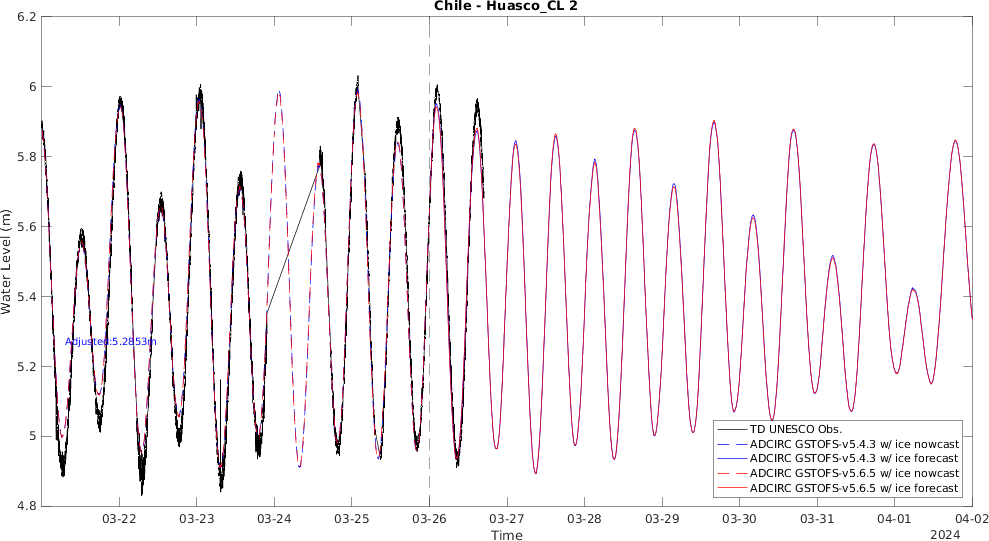 Chile - Huasco_CL 2
6.2
6
5.8
5.6
5.4
5.2
5
4.8
Water Level (m)
Adjusted:5.2853m
TD UNESCO Obs.
ADCIRC GSTOFS-v5.4.3 w/ ice nowcast
ADCIRC GSTOFS-v5.4.3 w/ ice forecast
ADCIRC GSTOFS-v5.6.5 w/ ice nowcast
ADCIRC GSTOFS-v5.6.5 w/ ice forecast
03-22 03-23 03-24 03-25 03-26 03-27 03-28 03-29 03-30 03-31 04-01 04-02
Time
2024